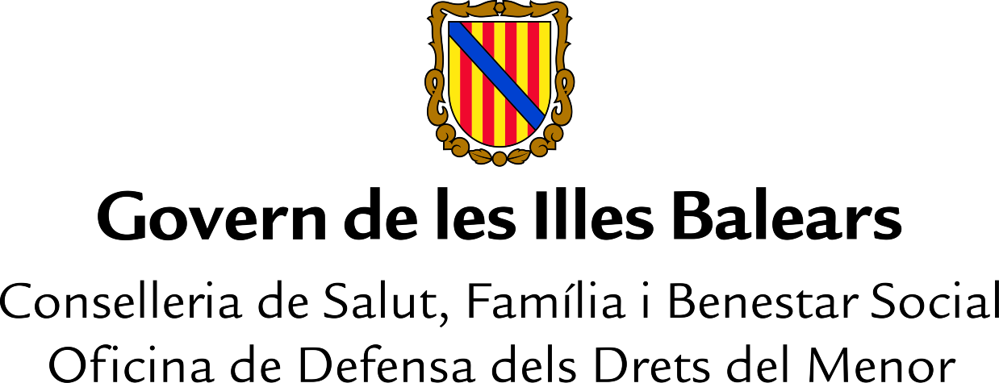 Govern de les Illes Balears
Conselleria de Salut, Família i Benestar Social
Oficina de Defensa dels Drets del Menor